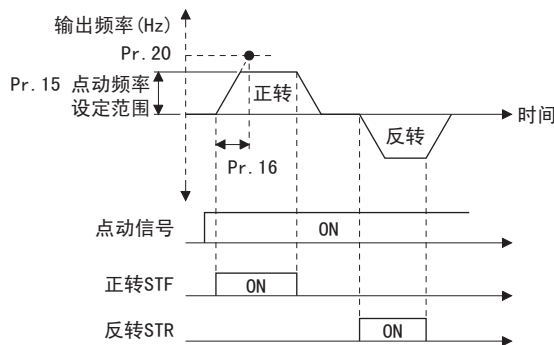 输出频率(Hz)
Pr.20
Pr.15 点动频率
设定范围
正转
时间
反转
Pr.16
点动信号
ON
正转STF
ON
反转STR
ON